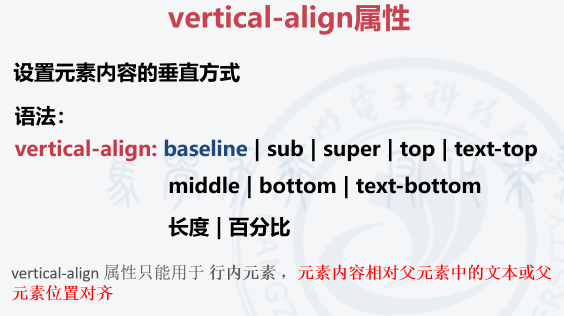 vertical-align属性
设置元素内容的垂直方式
语法：
vertical-align: baseline | sub | super | top | text-top
middle | bottom | text-bottom
长度 | 百分比
vertical-align 属性只能用于 行内元素 ，元素内容相对父元素中的文本或父
元素位置对齐